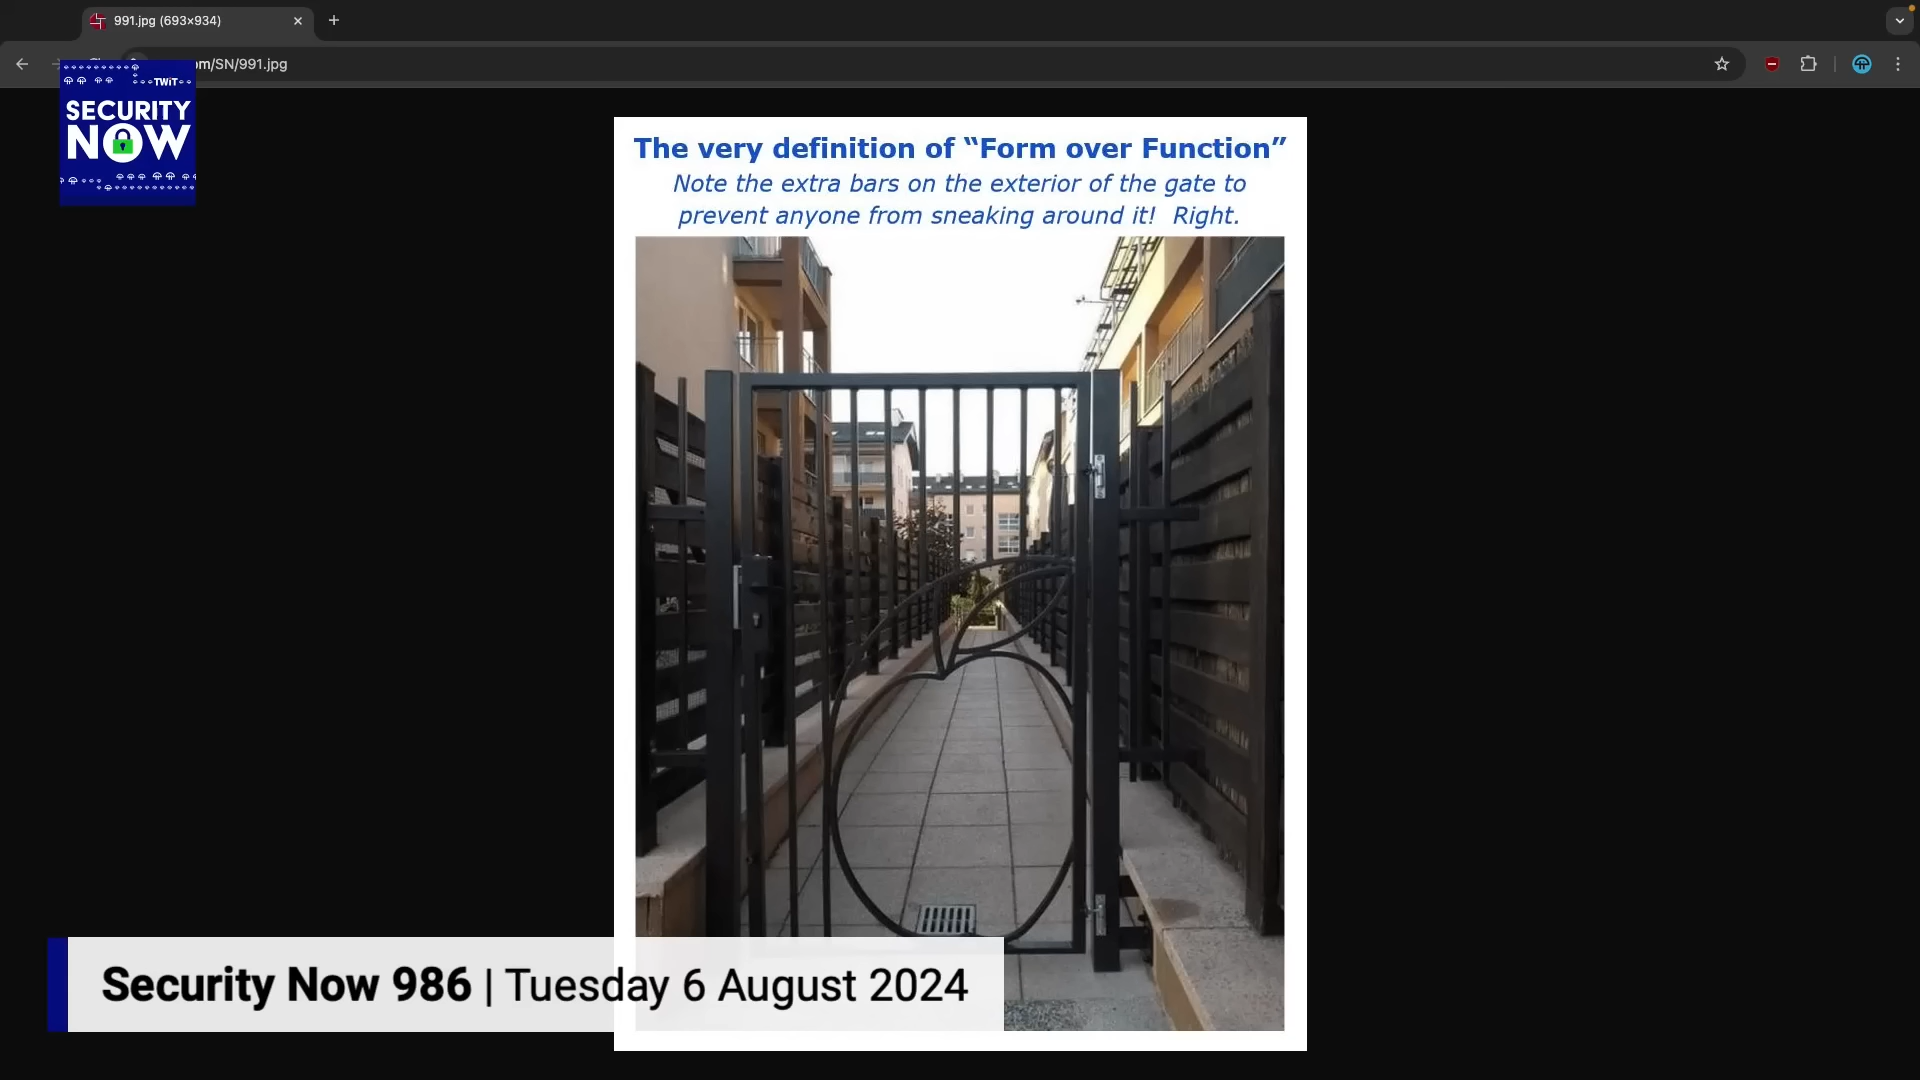 991.jpg (693×934)
om/SN/991.jpg
TWiT
SECURITY
NOW
The very definition of “Form over Function”
Note the extra bars on the exterior of the gate to
prevent anyone from sneaking around it!  Right.
Security Now 986 | Tuesday 6 August 2024